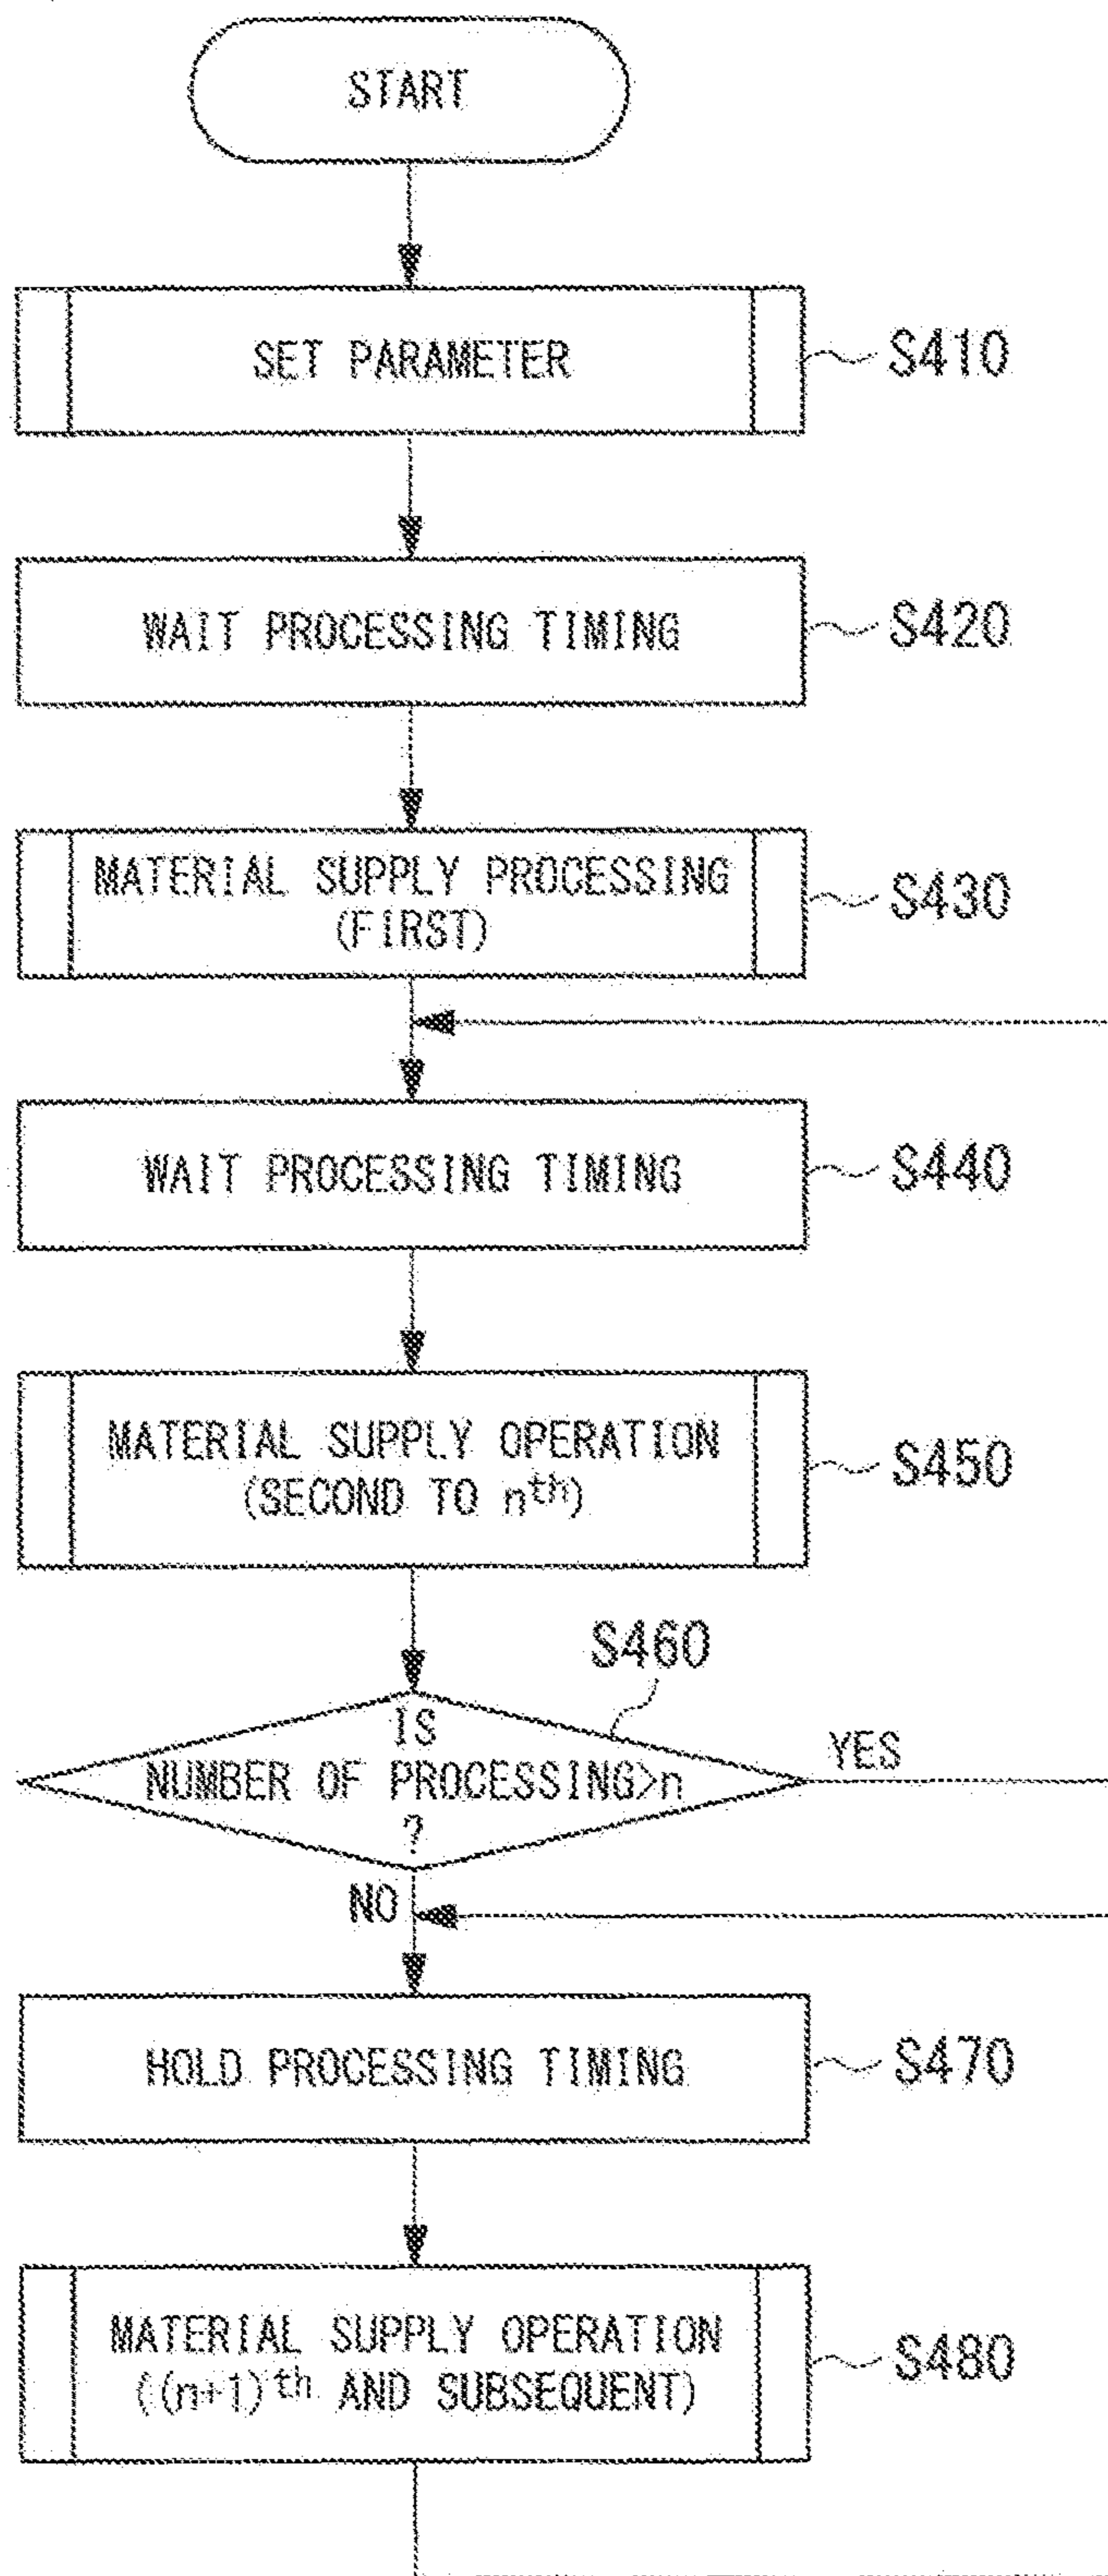 START
SET PARAMETER
S410
WAIT PROCESSING TIMING
S420
MATERIAL SUPPLY PROCESSING
(FIRST)
S430
WAIT PROCESSING TIMING
S440
MATERIAL SUPPLY OPERATION
(SECOND TO nth)
S450
S460
IS
NUMBER OF PROCESSING>n
?
YES
NO
HOLD PROCESSING TIMING
S470
MATERIAL SUPPLY OPERATION
((n+1)th AND SUBSEQUENT)
S480